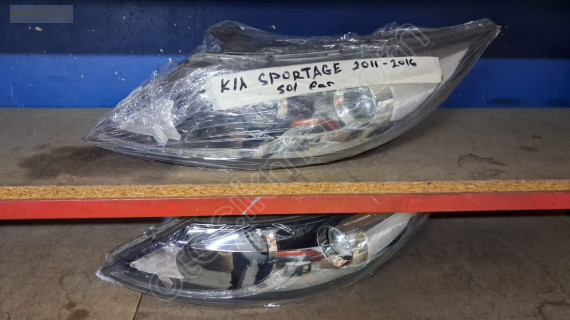 KIA SPORTAGE 2011-2016
SOL FAR